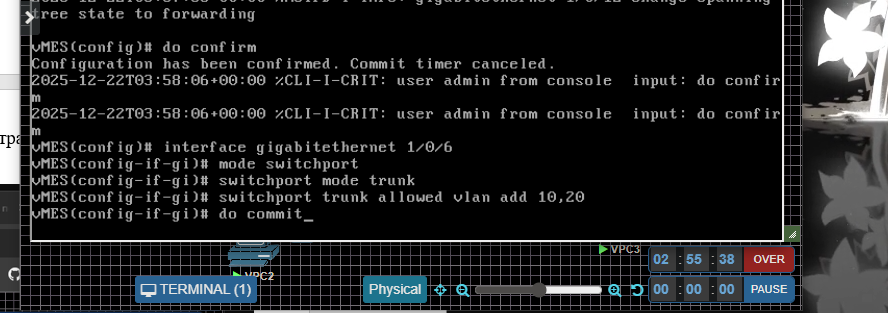 tree state to forwarding
vMES(config)# do confirm
Configuration has been confirmed. Commit timer canceled.
2025-12-22T03:58:06+00:00 %CLI-I-CRIT: user admin from console  input: do confir
m
2025-12-22T03:58:06+00:00 %CLI-I-CRIT: user admin from console  input: do confir
m
vMES(config)# interface gigabitethernet 1/0/6
vMES(config-if-gi)# mode switchport
vMES(config-if-gi)# switchport mode trunk
vMES(config-if-gi)# switchport trunk allowed vlan add 10,20
vMES(config-if-gi)# do commit_
тра
VPC2
VPC3
02 : 55 : 38 OVER
TERMINAL (1)
Physical
00 : 00 : 00 PAUSE